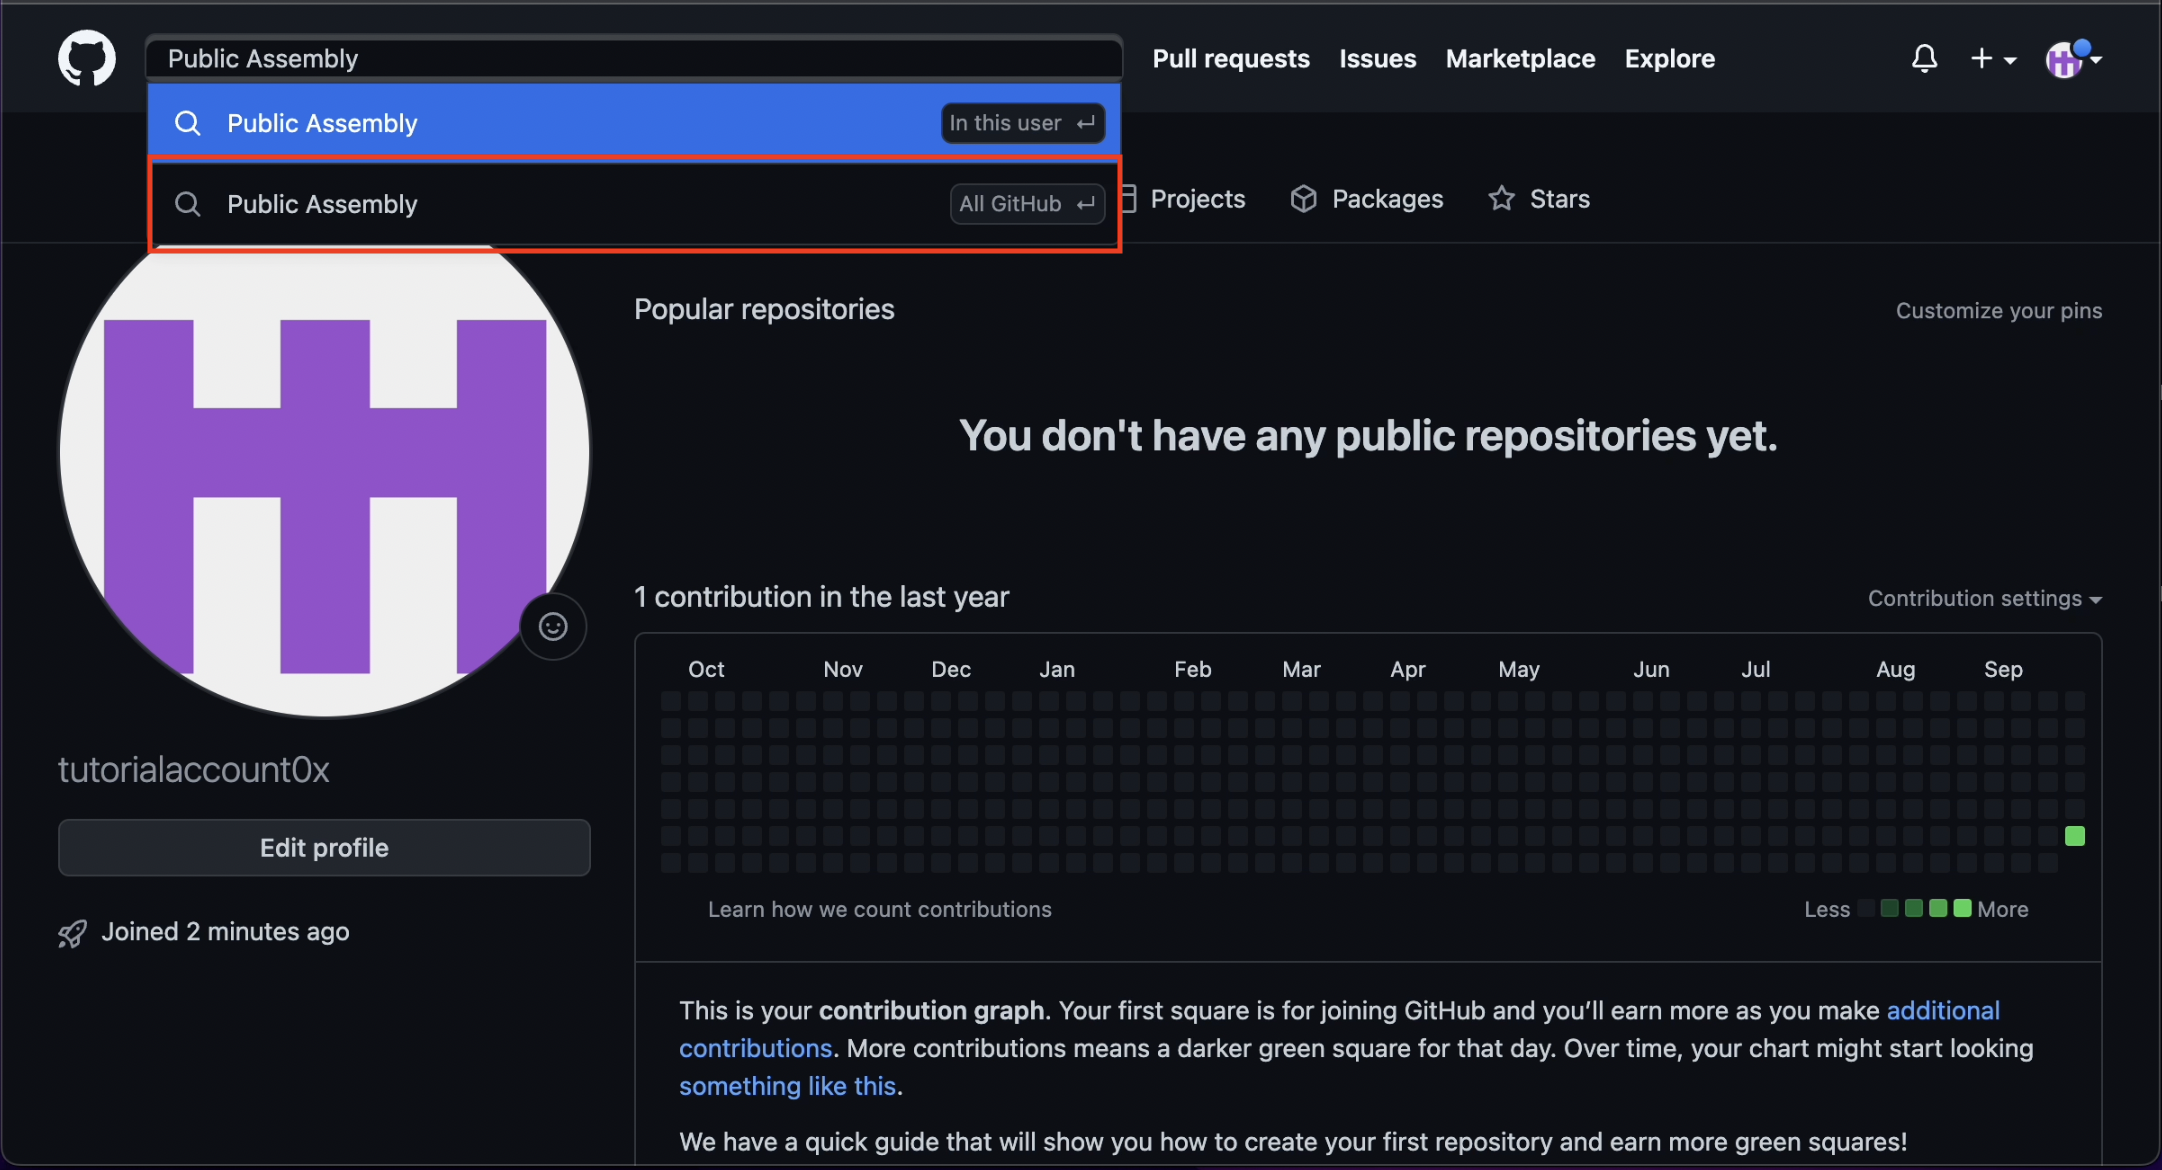 Public Assembly
Pull requests Issues Marketplace Explore
Public Assembly In this user
Public Assembly All GitHub
Projects Packages Stars
Popular repositories
Customize your pins
You don't have any public repositories yet.
1 contribution in the last year
Contribution settings
Oct Nov Dec Jan Feb Mar Apr May Jun Jul Aug Sep
Learn how we count contributions
Less More
tutorialaccount0x
Edit profile
Joined 2 minutes ago
This is your contribution graph. Your first square is for joining GitHub and you’ll earn more as you make additional
contributions. More contributions means a darker green square for that day. Over time, your chart might start looking
something like this.
We have a quick guide that will show you how to create your first repository and earn more green squares!